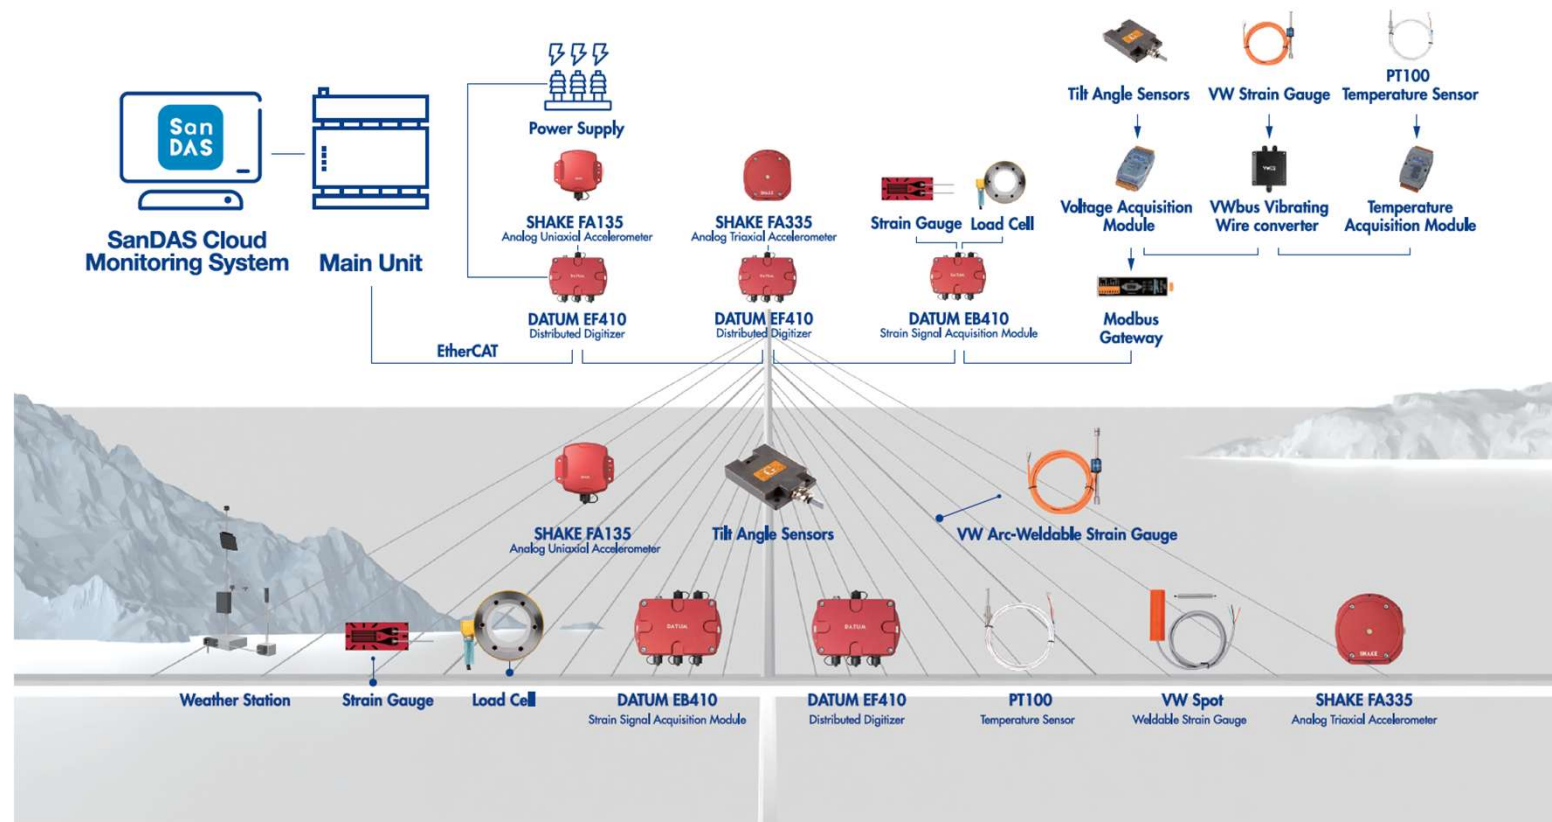 San
DAS
SanDAS Cloud
Monitoring System
Main Unit
Power Supply
SHAKE FA135
Analog Uniaxial Accelerometer
SHAKE FA335
Analog Triaxial Accelerometer
Strain Gauge
Load Cell
Tilt Angle Sensors
VW Strain Gauge
PT100
Temperature Sensor
Voltage Acquisition
Module
VWbus Vibrating
Wire converter
Temperature
Acquisition Module
DATUM
DATUM EF410
Distributed Digitizer
DATUM
DATUM EF410
Distributed Digitizer
DATUM
DATUM EB410
Strain Signal Acquisition Module
Modbus
Gateway
EtherCAT
SHAKE FA135
Analog Uniaxial Accelerometer
Tilt Angle Sensors
VW Arc-Weldable Strain Gauge
DATUM
DATUM
SHAKE
Weather Station
Strain Gauge
Load Cell
DATUM EB410
Strain Signal Acquisition Module
DATUM EF410
Distributed Digitizer
PT100
Temperature Sensor
VW Spot
Weldable Strain Gauge
SHAKE FA335
Analog Triaxial Accelerometer